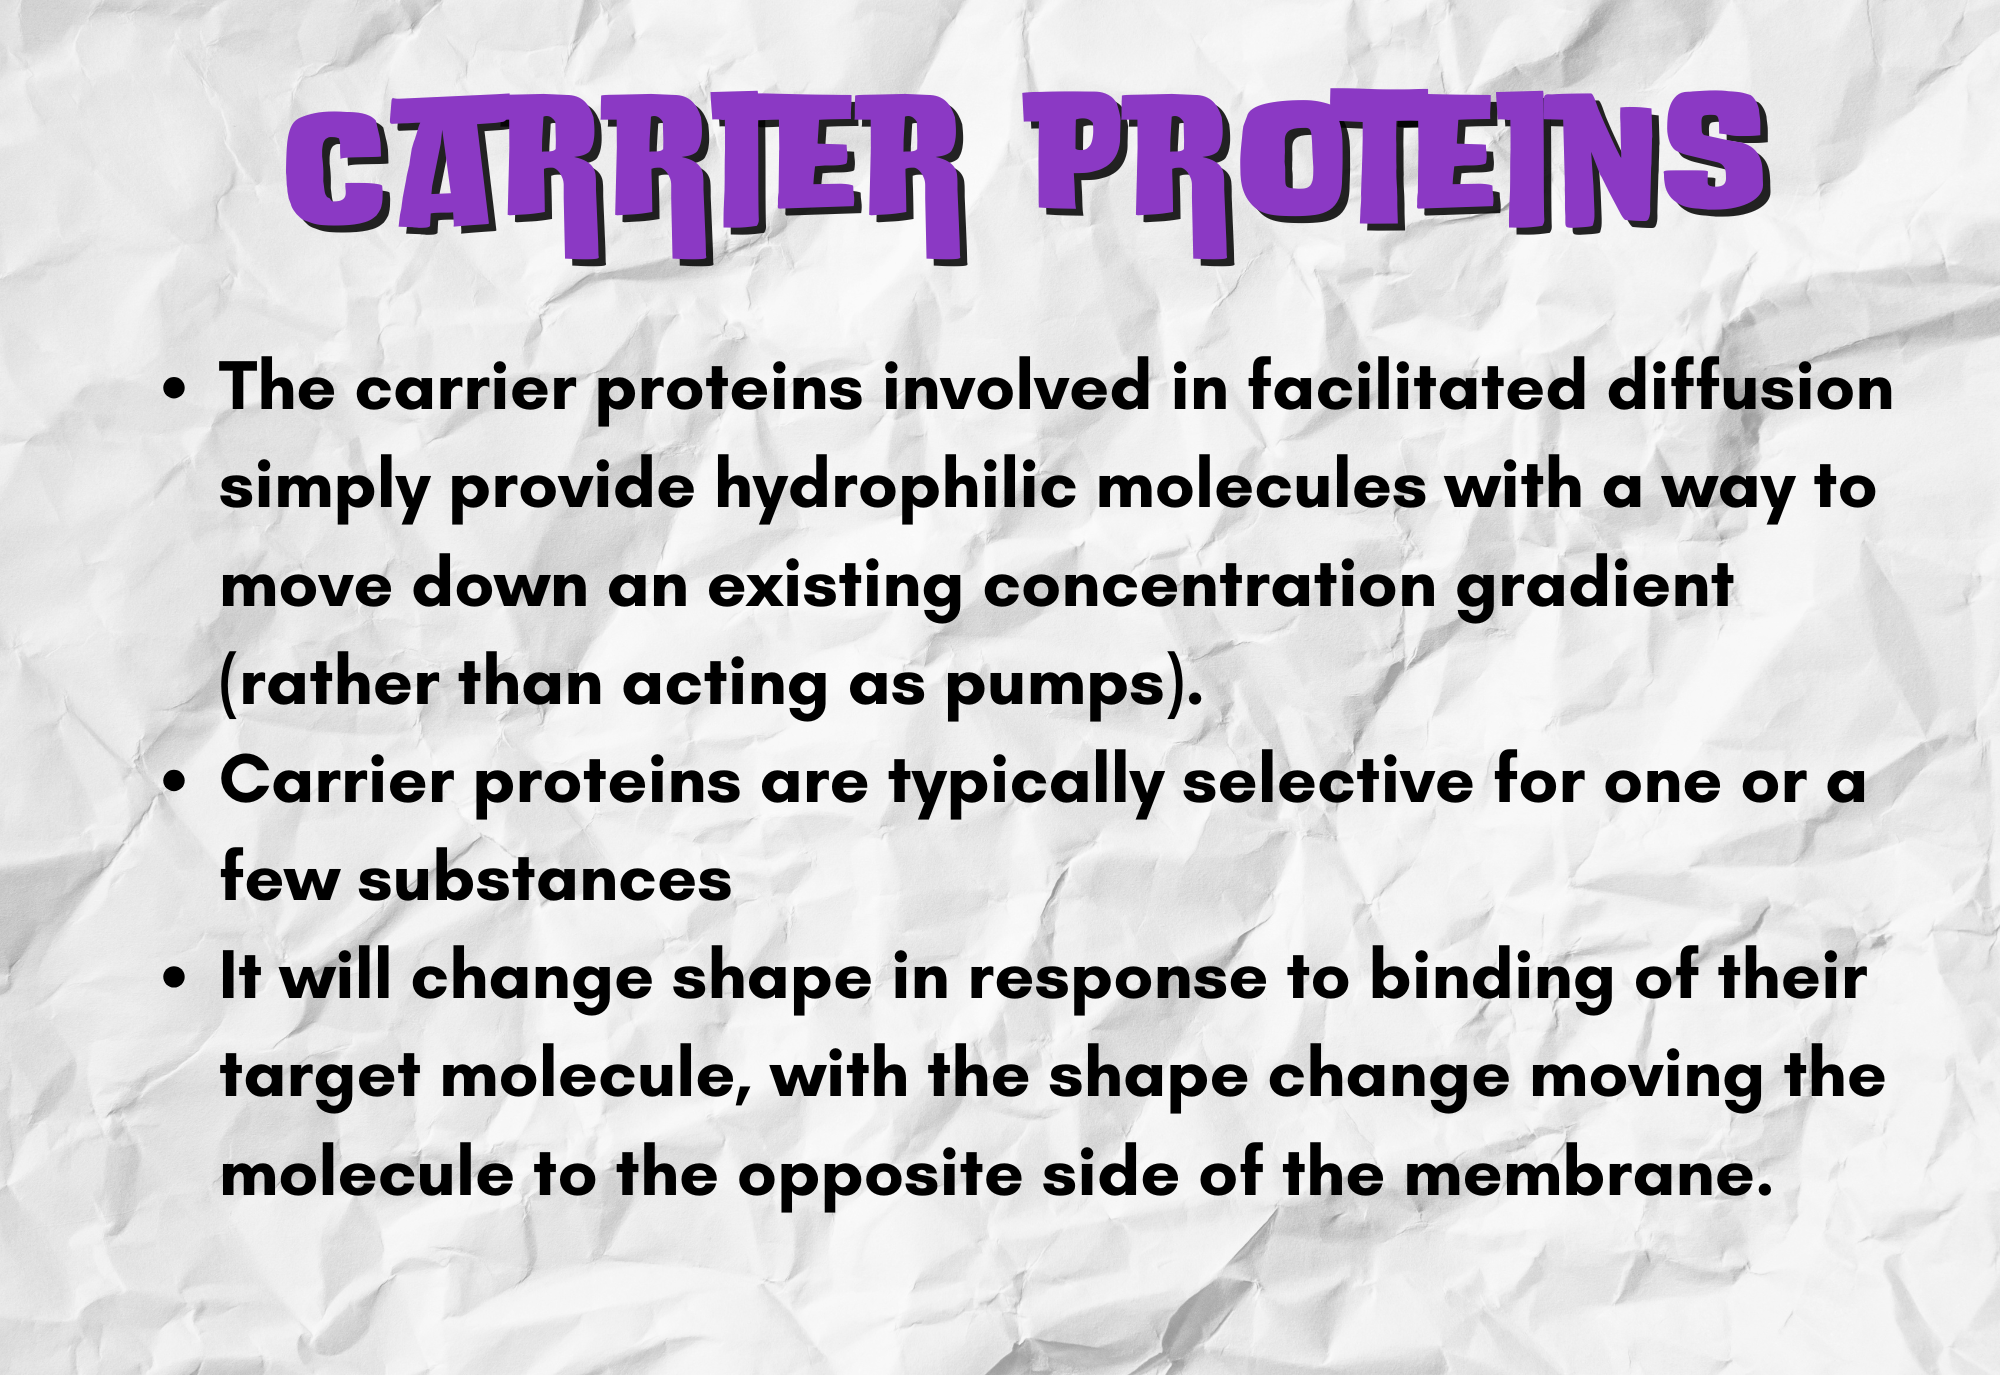 CARRIER PROTEINS
• The carrier proteins involved in facilitated diffusion
simply provide hydrophilic molecules with a way to
move down an existing concentration gradient
(rather than acting as pumps).
• Carrier proteins are typically selective for one or a
few substances
• It will change shape in response to binding of their
target molecule, with the shape change moving the
molecule to the opposite side of the membrane.